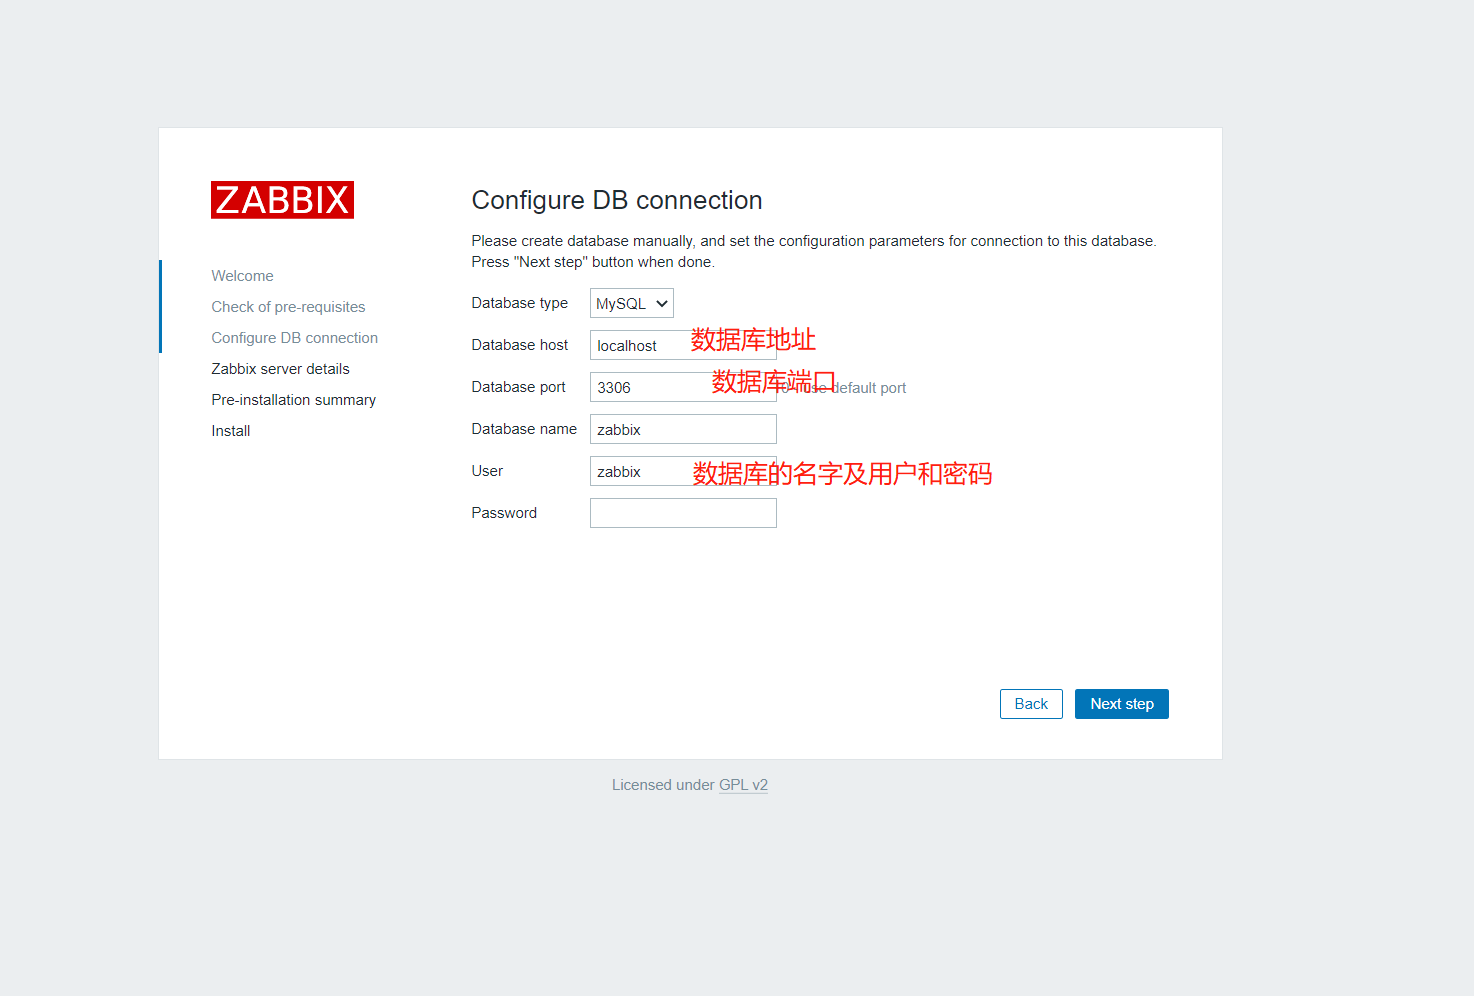 ZABBIX
Welcome
Check of pre-requisites
Configure DB connection
Zabbix server details
Pre-installation summary
Install
Configure DB connection
Please create database manually, and set the configuration parameters for connection to this database.
Press "Next step" button when done.
Database type MySQL
Database host localhost 数据库地址
Database port 3306 数据库端口 default port
Database name zabbix
User zabbix 数据库的名字及用户和密码
Password
Back Next step
Licensed under GPL v2